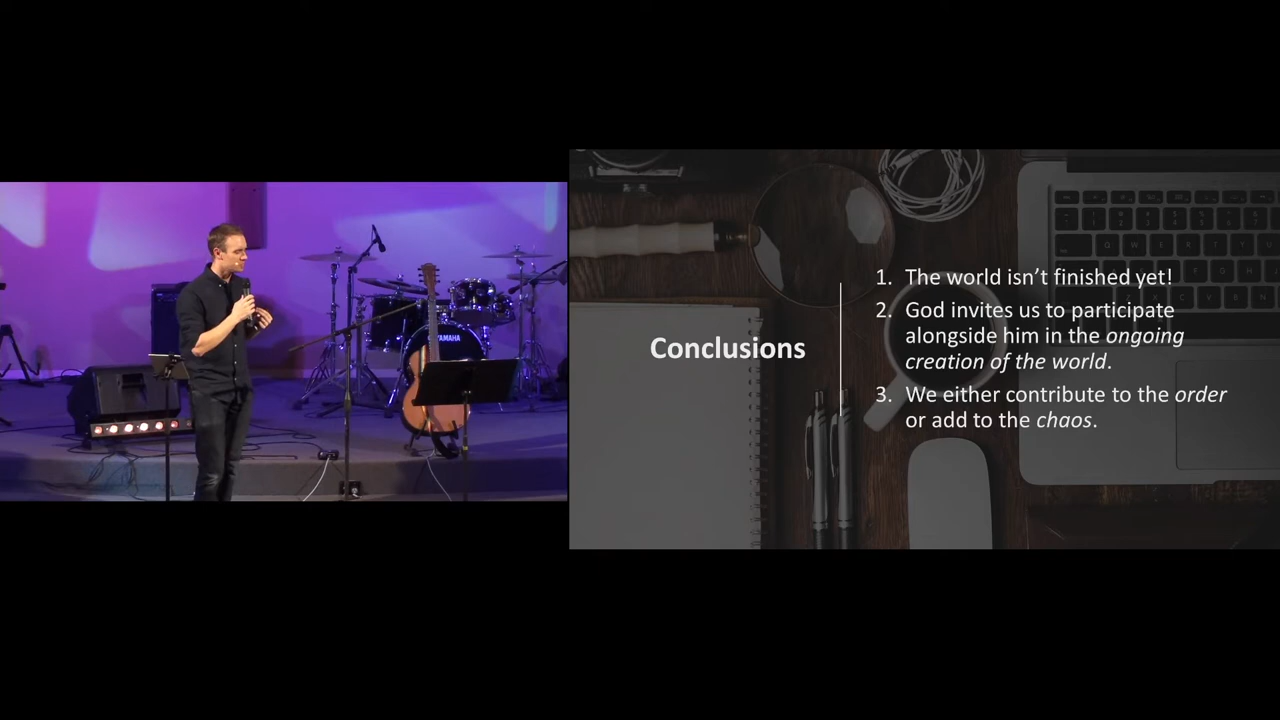 YAMAHA
Conclusions
1. The world isn’t finished yet!
2. God invites us to participate
alongside him in the ongoing
creation of the world.
3. We either contribute to the order
or add to the chaos.